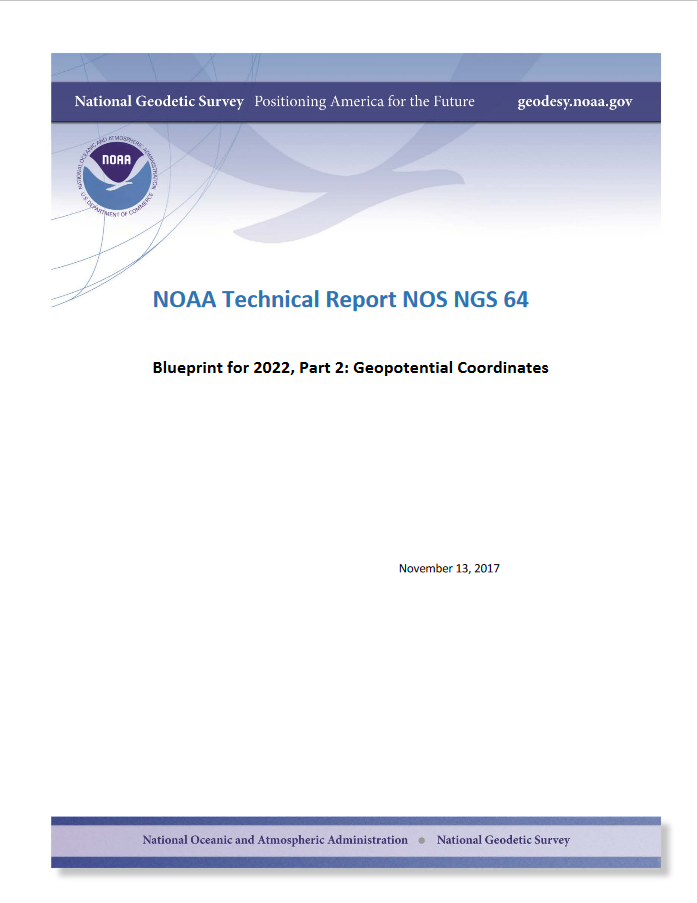 National Geodetic Survey Positioning America for the Future geodesy.noaa.gov
NATIONAL OCEANIC AND ATMOSPHERIC ADMINISTRATION
NOAA
U.S. DEPARTMENT OF COMMERCE
NOAA Technical Report NOS NGS 64
Blueprint for 2022, Part 2: Geopotential Coordinates
November 13, 2017
National Oceanic and Atmospheric Administration ● National Geodetic Survey